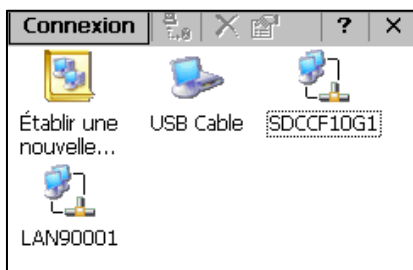 Connexion ? ×
Établir une nouvelle...
USB Cable
SDCCF10G1
LAN90001